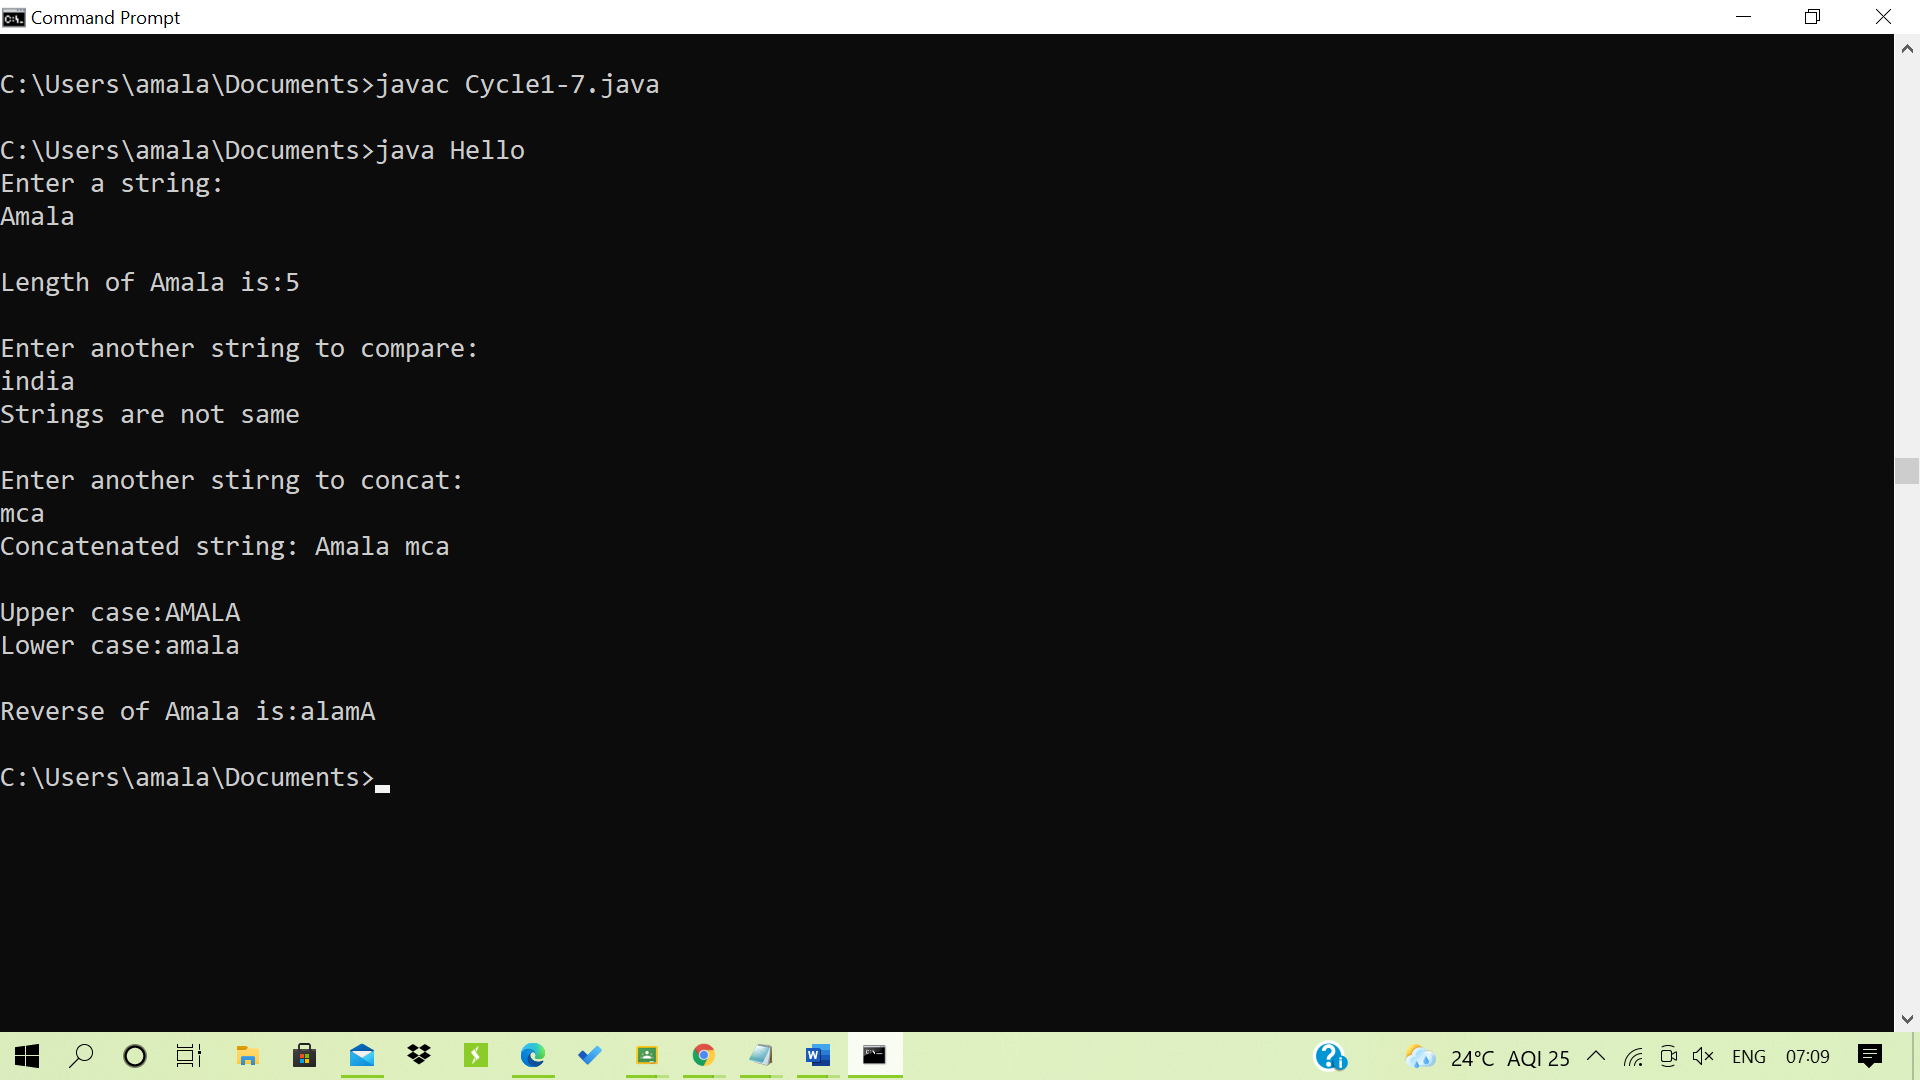 Command Prompt
C:\Users\amala\Documents>javac Cycle1-7.java
C:\Users\amala\Documents>java Hello
Enter a string:
Amala
Length of Amala is:5
Enter another string to compare:
india
Strings are not same
Enter another stirng to concat:
mca
Concatenated string: Amala mca
Upper case:AMALA
Lower case:amala
Reverse of Amala is:alamA
C:\Users\amala\Documents>
24°C AQI 25 ENG 07:09